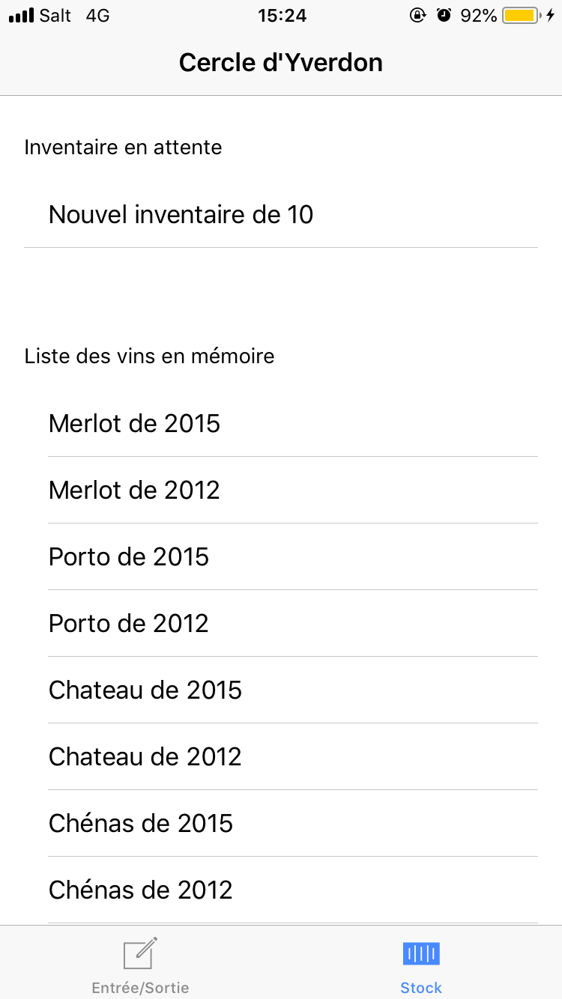 Salt 4G 15:24 92%
Cercle d'Yverdon
Inventaire en attente
Nouvel inventaire de 10
Liste des vins en mémoire
Merlot de 2015
Merlot de 2012
Porto de 2015
Porto de 2012
Chateau de 2015
Chateau de 2012
Chénas de 2015
Chénas de 2012
Entrée/Sortie Stock